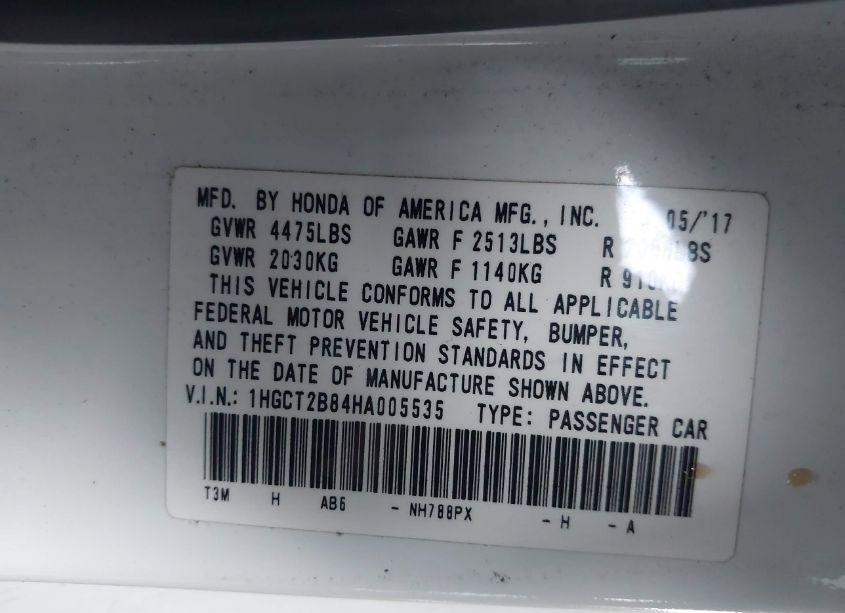 MFD. BY HONDA OF AMERICA MFG., INC. 05/'17
GVWR 4475LBS GAWR F 2513LBS R
GVWR 2030KG GAWR F 1140KG R
THIS VEHICLE CONFORMS TO ALL APPLICABLE
FEDERAL MOTOR VEHICLE SAFETY, BUMPER,
AND THEFT PREVENTION STANDARDS IN EFFECT
ON THE DATE OF MANUFACTURE SHOWN ABOVE.
V.I.N.: 1HGCT2B84HA005535 TYPE: PASSENGER CAR
T3M H AB6 - NH788PX - H - A